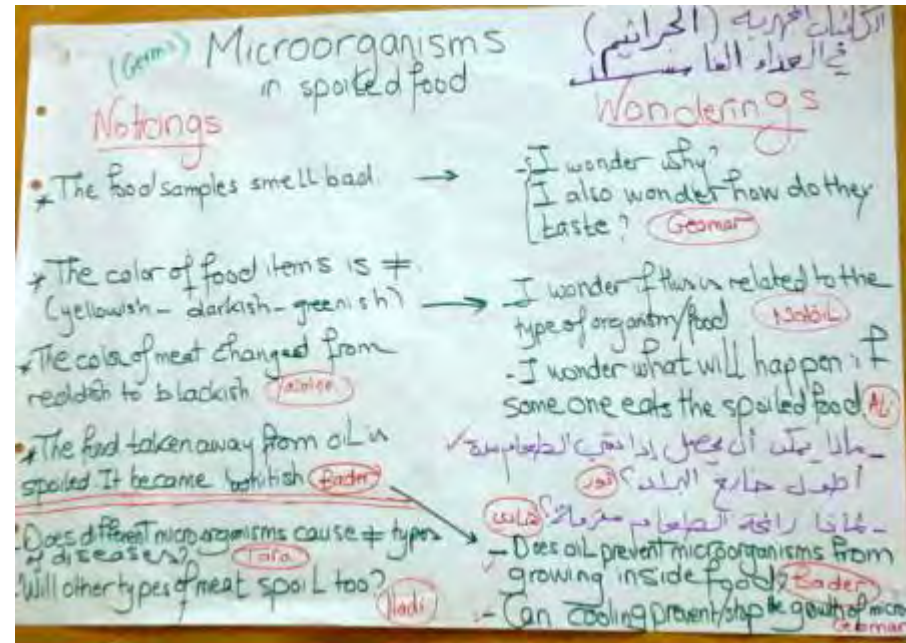 (Germs) Microorganisms
in spoiled food
الكائنات المجهرية (الجراثيم)
في الغذاء الفاسد
Notcings
* The food samples smell bad. →
* The color of food items is ≠.
(yellowish - darkish - greenish) →
* The color of meat changed from
reddish to blackish
* The food taken away from oil is
spoiled It became Bader
Does different microorganisms cause ≠ types
of diseases? Tara
Will other types of meat spoil too?
Hadi
Wonderings
- I wonder why?
I also wonder how do they
taste? Geomar
- I wonder if this is related to the
type of organism/food Nabil
- I wonder what will happen if
some one eats the spoiled food. Ali
- ماذا يمكن أن يحصل إذا بقي الطعام مدة
أطول خارج البراد؟ نور
- لماذا رائحة الطعام
- Does oil prevent microorganisms from
growing inside food? Bader
- Can cooling prevent/stop the growth of micro
Geomar